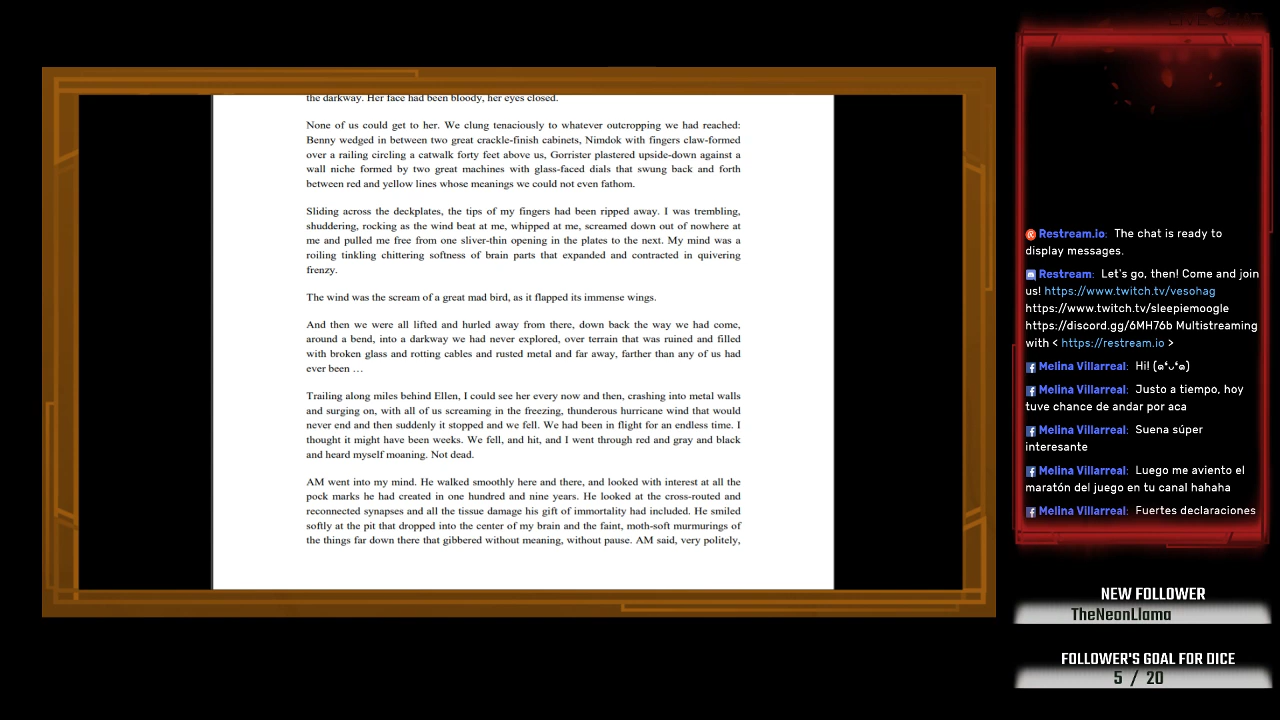 the darkway. Her face had been bloody, her eyes closed.
None of us could get to her. We clung tenaciously to whatever outcropping we had reached:
Benny wedged in between two great crackle-finish cabinets, Nimdok with fingers claw-formed
over a railing circling a catwalk forty feet above us, Gorrister plastered upside-down against a
wall niche formed by two great machines with glass-faced dials that swung back and forth
between red and yellow lines whose meanings we could not even fathom.
Sliding across the deckplates, the tips of my fingers had been ripped away. I was trembling,
shuddering, rocking as the wind beat at me, whipped at me, screamed down out of nowhere at
me and pulled me free from one sliver-thin opening in the plates to the next. My mind was a
roiling tinkling chittering softness of brain parts that expanded and contracted in quivering
frenzy.
The wind was the scream of a great mad bird, as it flapped its immense wings.
And then we were all lifted and hurled away from there, down back the way we had come,
around a bend, into a darkway we had never explored, over terrain that was ruined and filled
with broken glass and rotting cables and rusted metal and far away, farther than any of us had
ever been …
Trailing along miles behind Ellen, I could see her every now and then, crashing into metal walls
and surging on, with all of us screaming in the freezing, thunderous hurricane wind that would
never end and then suddenly it stopped and we fell. We had been in flight for an endless time. I
thought it might have been weeks. We fell, and hit, and I went through red and gray and black
and heard myself moaning. Not dead.
AM went into my mind. He walked smoothly here and there, and looked with interest at all the
pock marks he had created in one hundred and nine years. He looked at the cross-routed and
reconnected synapses and all the tissue damage his gift of immortality had included. He smiled
softly at the pit that dropped into the center of my brain and the faint, moth-soft murmurings of
the things far down there that gibbered without meaning, without pause. AM said, very politely,
Restream.io: The chat is ready to
display messages.
Restream: Let's go, then! Come and join
us! https://www.twitch.tv/vesohag
https://www.twitch.tv/sleepiemoogle
https://discord.gg/6MH76b Multistreaming
with < https://restream.io >
Melina Villarreal: Hi! (๑❛ᴗ❛๑)
Melina Villarreal: Justo a tiempo, hoy
tuve chance de andar por aca
Melina Villarreal: Suena súper
interesante
Melina Villarreal: Luego me aviento el
maratón del juego en tu canal hahaha
Melina Villarreal: Fuertes declaraciones
NEW FOLLOWER
TheNeonLlama
FOLLOWER'S GOAL FOR DICE
5 / 20